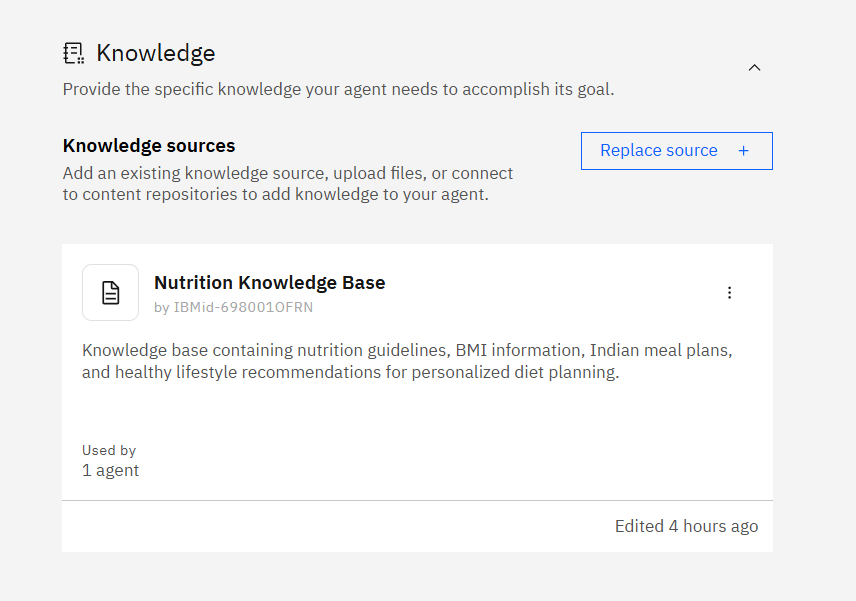 Knowledge
Provide the specific knowledge your agent needs to accomplish its goal.
Knowledge sources
Add an existing knowledge source, upload files, or connect
to content repositories to add knowledge to your agent.
Replace source +
Nutrition Knowledge Base
by IBMid-698001OFRN
Knowledge base containing nutrition guidelines, BMI information, Indian meal plans,
and healthy lifestyle recommendations for personalized diet planning.
Used by
1 agent
Edited 4 hours ago